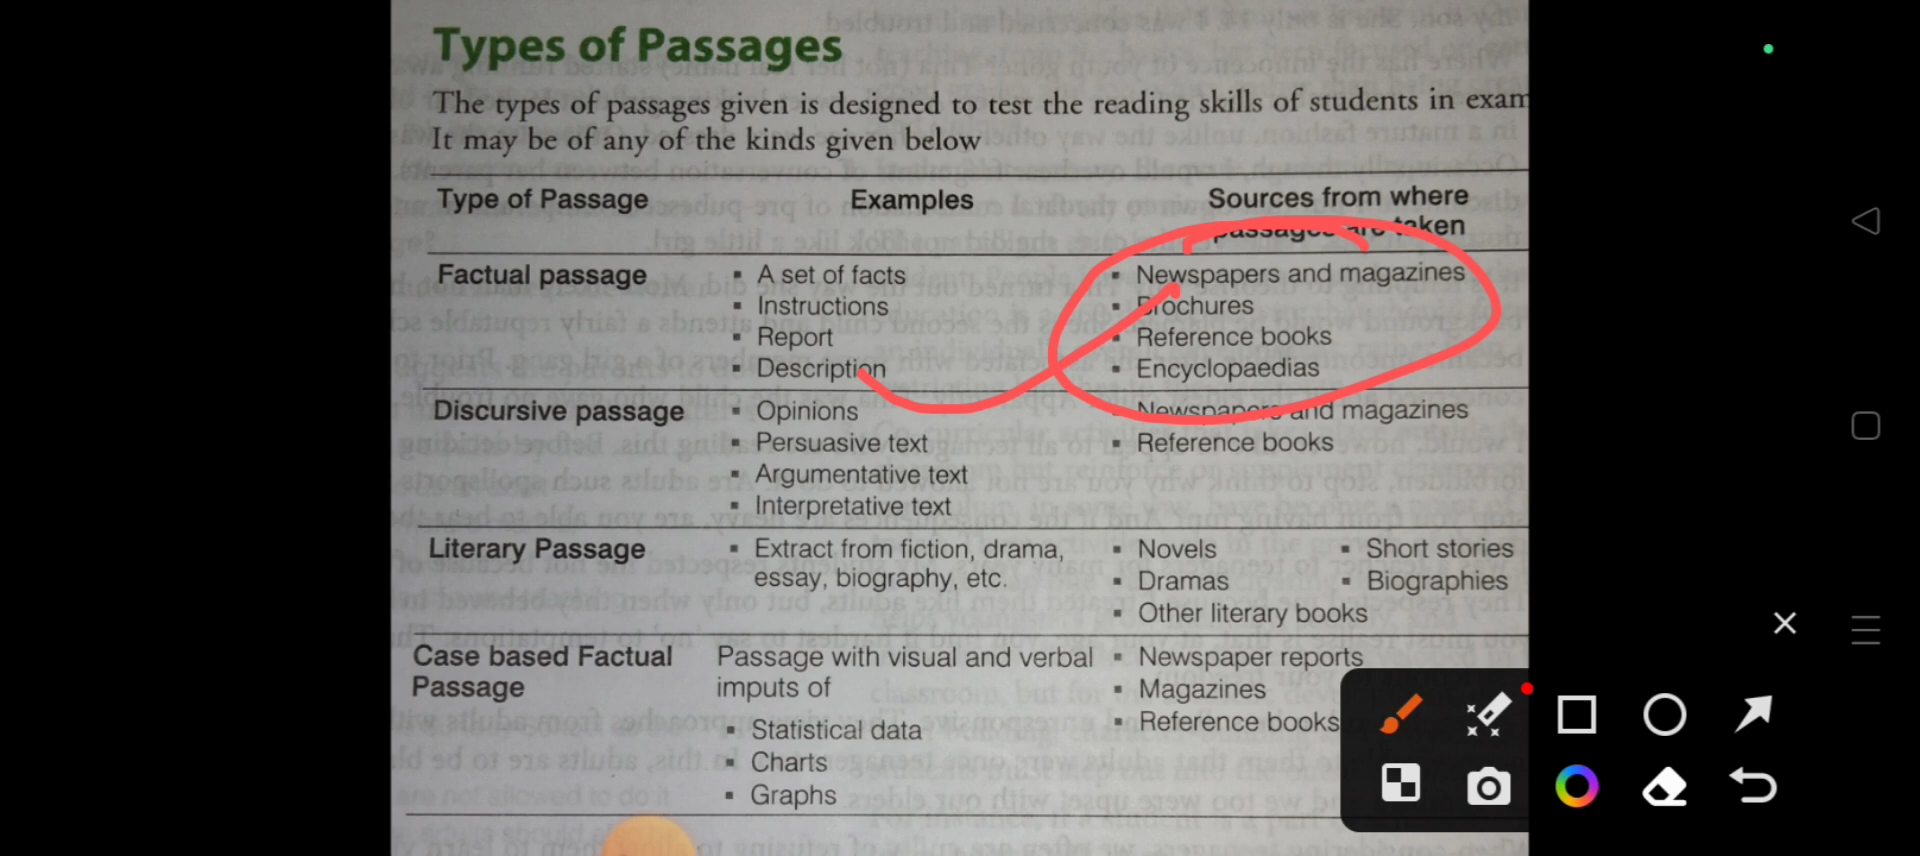 Types of Passages
The types of passages given is designed to test the reading skills of students in exam
It may be of any of the kinds given below
Type of Passage Examples Sources from where
passages are taken
Factual passage ▪ A set of facts ▪ Newspapers and magazines
▪ Instructions ▪ Brochures
▪ Report ▪ Reference books
▪ Description ▪ Encyclopaedias
Discursive passage ▪ Opinions ▪ Newspapers and magazines
▪ Persuasive text ▪ Reference books
▪ Argumentative text
▪ Interpretative text
Literary Passage ▪ Extract from fiction, drama, ▪ Novels ▪ Short stories
essay, biography, etc. ▪ Dramas ▪ Biographies
▪ Other literary books
Case based Factual Passage with visual and verbal ▪ Newspaper reports
Passage imputs of ▪ Magazines
▪ Statistical data ▪ Reference books
▪ Charts
▪ Graphs